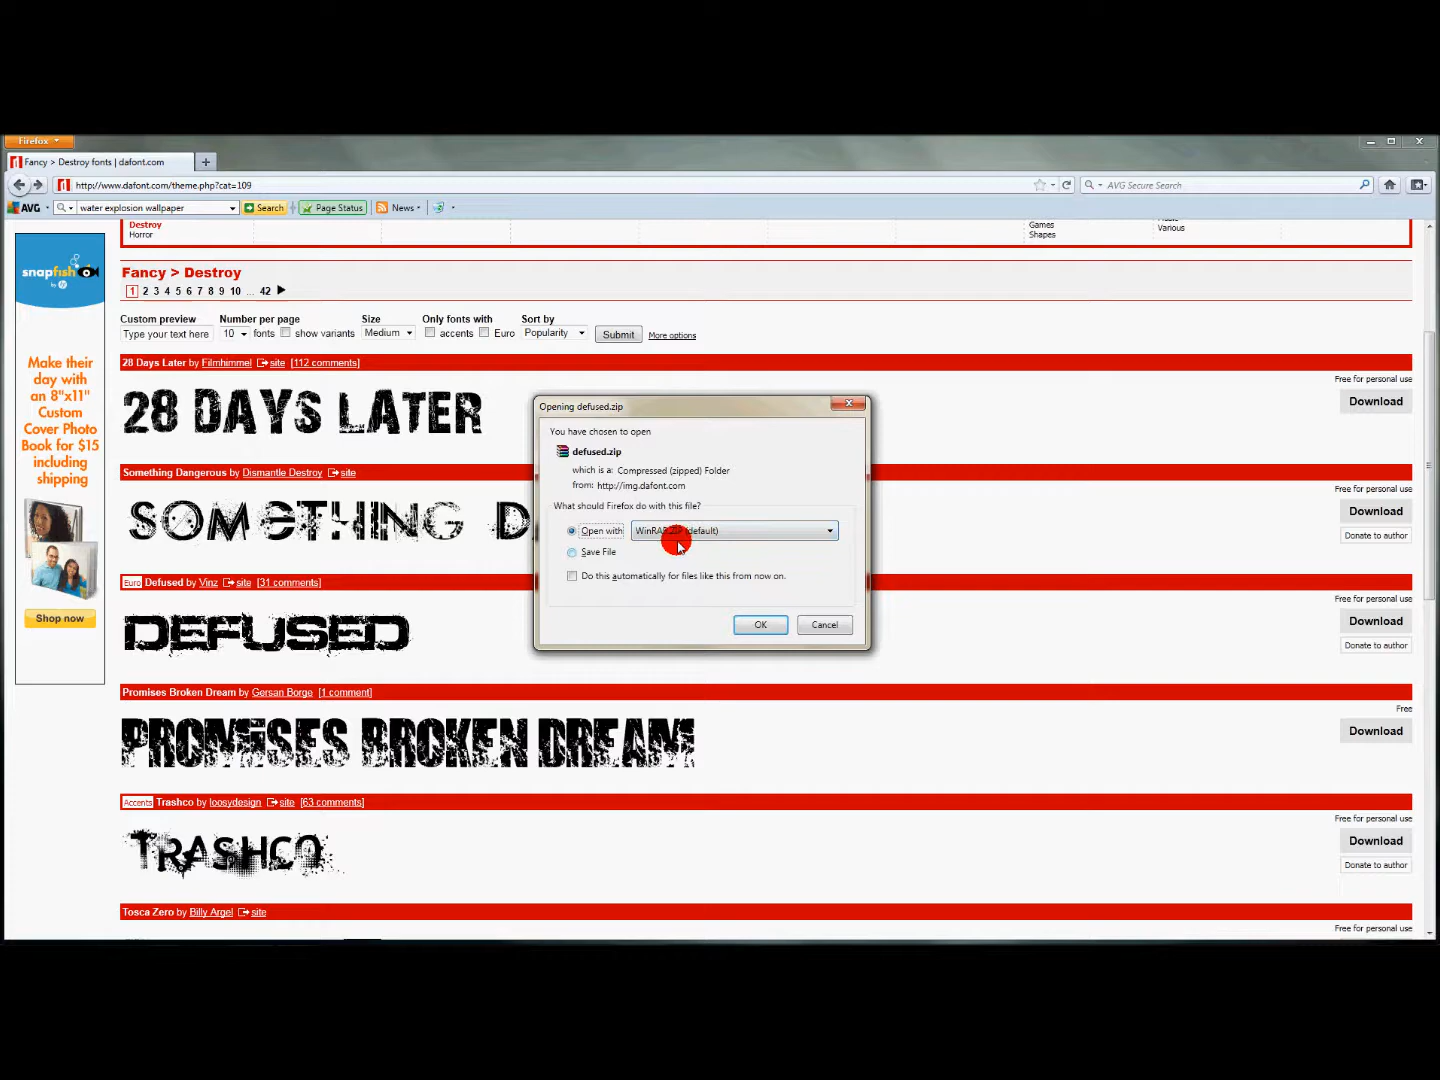 Firefox
Fancy > Destroy fonts | dafont.com
http://www.dafont.com/theme.php?cat=109
AVG Secure Search
AVG water explosion wallpaper Search Page Status News
Destroy
Horror
Games
Shapes
Various
snapfish
by hp
Make their
day with
an 8"x11"
Custom
Cover Photo
Book for $15
including
shipping
Shop now
Fancy > Destroy
1 2 3 4 5 6 7 8 9 10 ... 42
Custom preview Number per page Size Only fonts with Sort by
Type your text here 10 fonts show variants Medium accents Euro Popularity Submit More options
28 Days Later by Filmhimmel site [112 comments]
Free for personal use
28 DAYS LATER
Download
Something Dangerous by Dismantle Destroy site
Free for personal use
SOMETHING D
Download
Donate to author
Euro Defused by Vinz site [31 comments]
Free for personal use
DEFUSED
Download
Donate to author
Promises Broken Dream by Gersan Borge [1 comment]
Free
PROMISES BROKEN DREAM
Download
Accents Trashco by loosydesign site [63 comments]
Free for personal use
TRASHCO
Download
Donate to author
Tosca Zero by Billy Argel site
Free for personal use
Opening defused.zip
You have chosen to open
defused.zip
which is a: Compressed (zipped) Folder
from: http://img.dafont.com
What should Firefox do with this file?
Open with WinRAR.ZIP (default)
Save File
Do this automatically for files like this from now on.
OK Cancel